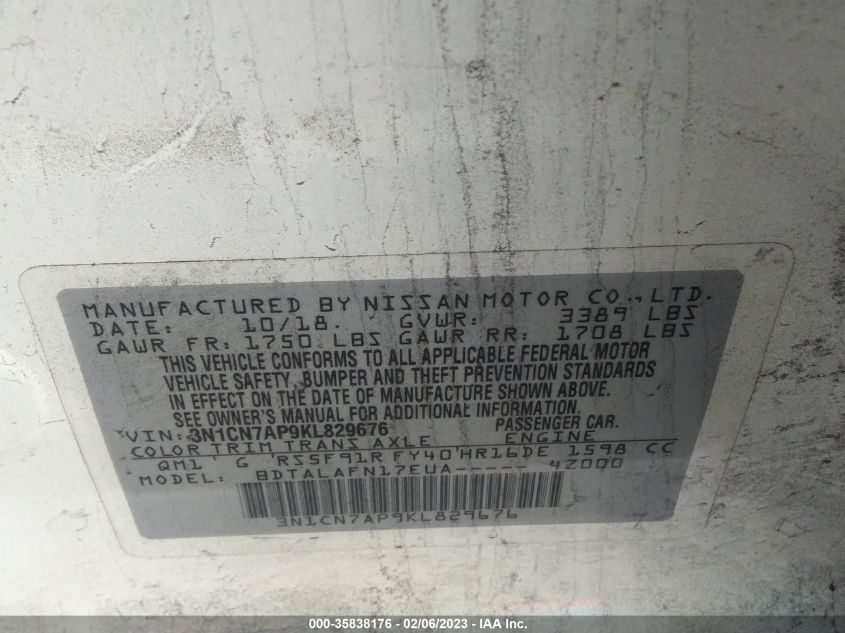 MANUFACTURED BY NISSAN MOTOR CO., LTD.
DATE: 10/18. GVWR: 3389 LBS
GAWR FR: 1750 LBS GAWR RR: 1708 LBS
THIS VEHICLE CONFORMS TO ALL APPLICABLE FEDERAL MOTOR
VEHICLE SAFETY, BUMPER AND THEFT PREVENTION STANDARDS
IN EFFECT ON THE DATE OF MANUFACTURE SHOWN ABOVE.
SEE OWNER'S MANUAL FOR ADDITIONAL INFORMATION.
VIN: 3N1CN7AP9KL829676 PASSENGER CAR.
COLOR TRIM TRANS AXLE ENGINE
QM1 G RS5F91R FY40 HR16DE 1598 CC
MODEL: BDTALAFN17EUA----- 42000
3N1CN7AP9KL829676
000-35838176 - 02/06/2023 - IAA Inc.